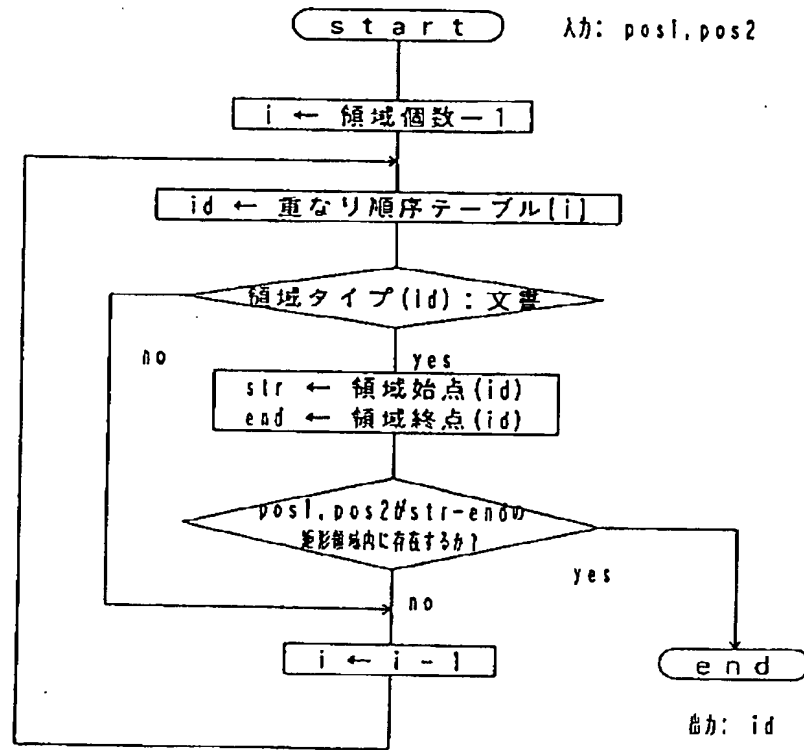 start
入力: pos1,pos2
i ← 領域個数-1
id ← 重なり順序テーブル[i]
領域タイプ(id):文書
no
yes
str ← 領域始点(id)
end ← 領域終点(id)
pos1,pos2がstr-endの
矩形領域内に存在するか?
yes
no
i ← i-1
end
出力: id